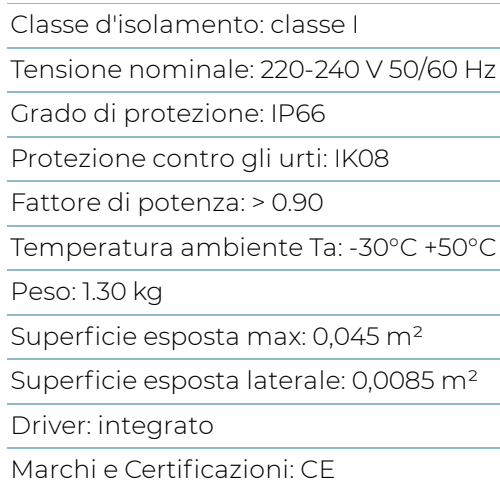 Classe d'isolamento: classe I
Tensione nominale: 220-240 V 50/60 Hz
Grado di protezione: IP66
Protezione contro gli urti: IK08
Fattore di potenza: > 0.90
Temperatura ambiente Ta: -30°C +50°C
Peso: 1.30 kg
Superficie esposta max: 0,045 m²
Superficie esposta laterale: 0,0085 m²
Driver: integrato
Marchi e Certificazioni: CE